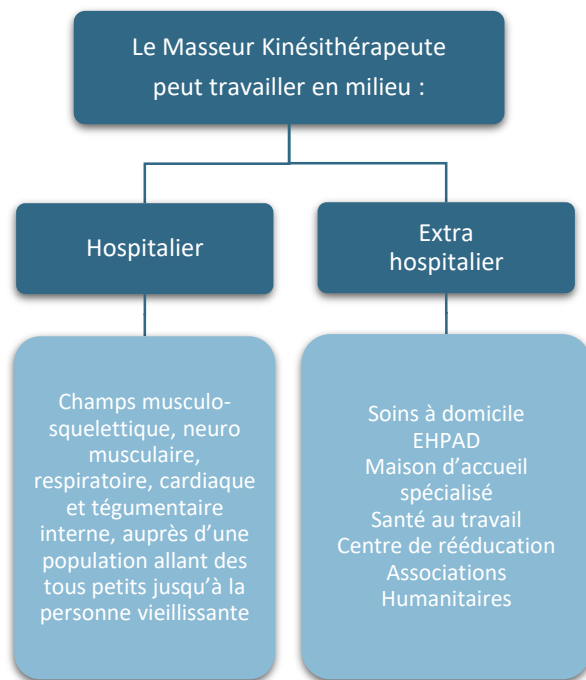 Le Masseur Kinésithérapeute
peut travailler en milieu :
Hospitalier
Extra
hospitalier
Champs musculo-
squelettique, neuro
musculaire,
respiratoire, cardiaque
et tégumentaire
interne, auprès d’une
population allant des
tous petits jusqu’à la
personne vieillissante
Soins à domicile
EHPAD
Maison d’accueil
spécialisé
Santé au travail
Centre de rééducation
Associations
Humanitaires